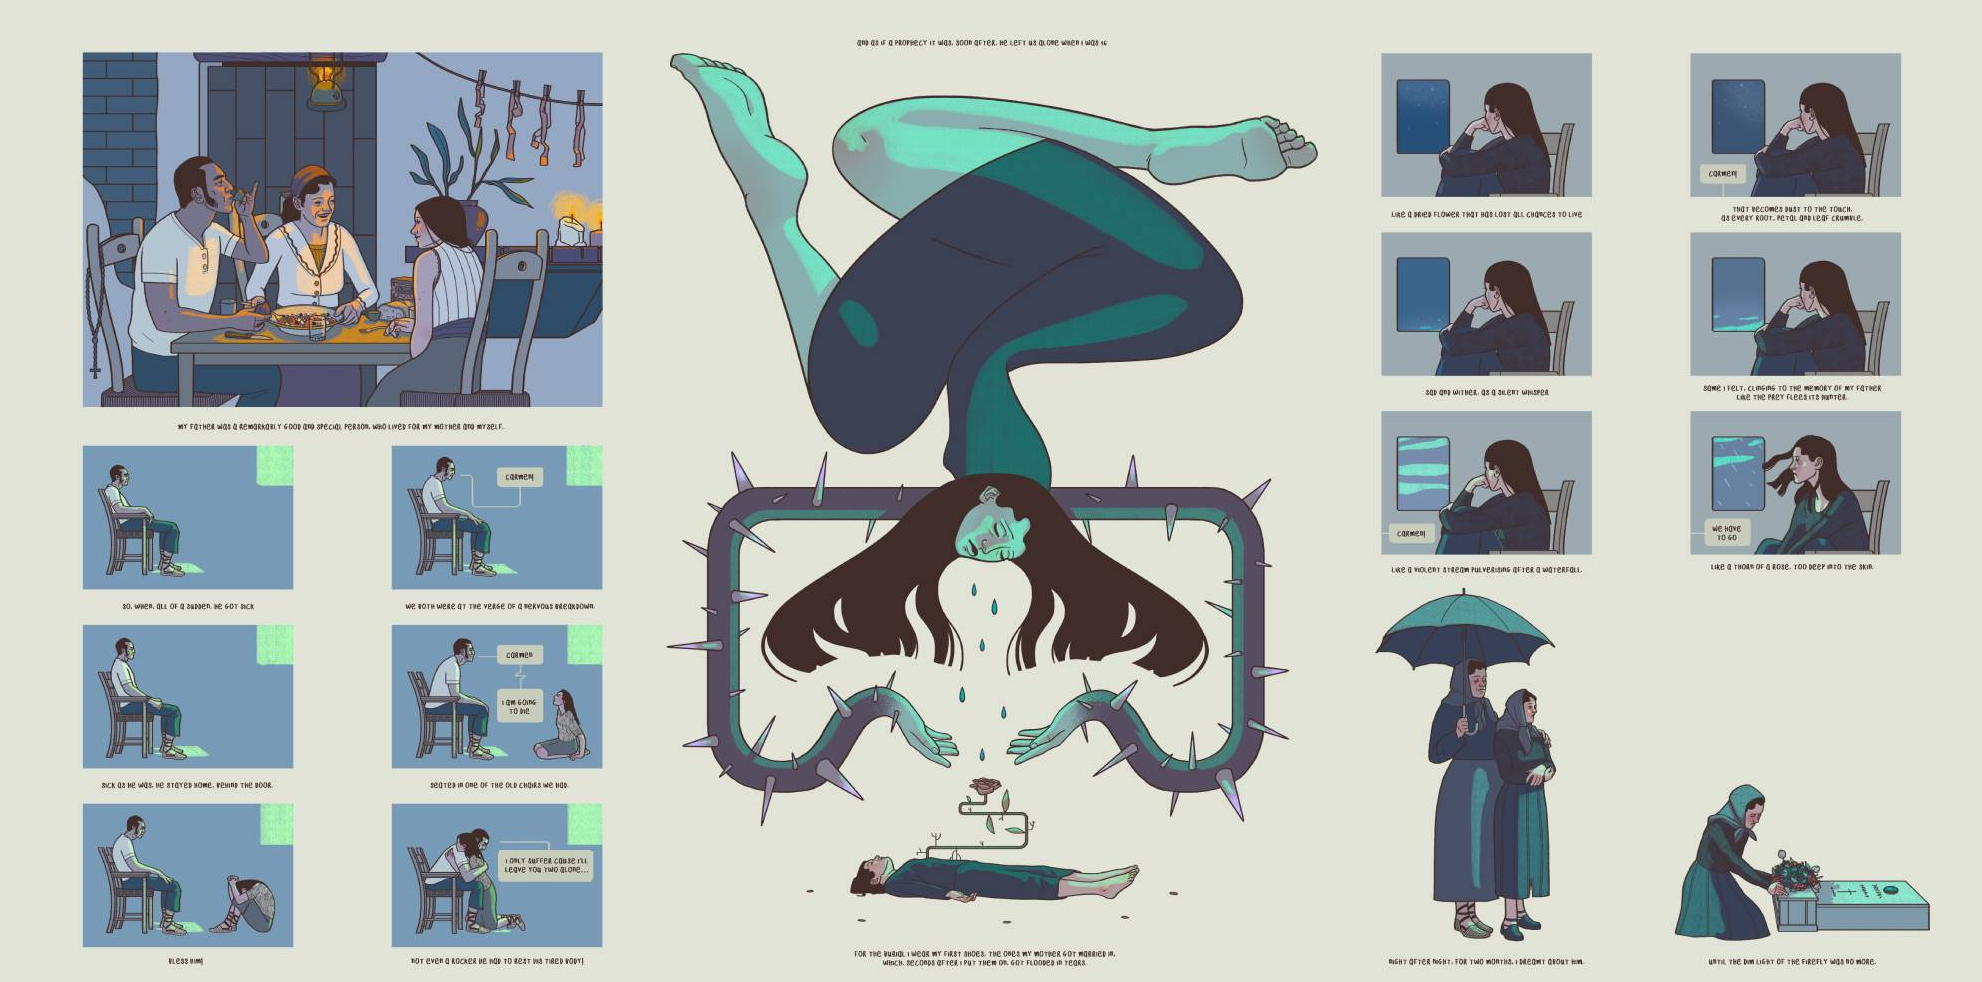 MY FATHER WAS A REMARKABLY GOOD AND SPECIAL PERSON, WHO LIVED FOR MY MOTHER AND MYSELF.
SO, WHEN, ALL OF A SUDDEN, HE GOT SICK
CARMEN!
WE BOTH WERE AT THE VERGE OF A NERVOUS BREAKDOWN.
SICK AS HE WAS, HE STAYED HOME, BEHIND THE DOOR,
CARMEN
I AM GOING
TO DIE
SEATED IN ONE OF THE OLD CHAIRS WE HAD.
BLESS HIM!
I ONLY SUFFER CAUSE I'LL
LEAVE YOU TWO ALONE...
NOT EVEN A ROCKER HE HAD TO REST HIS TIRED BODY!
AND AS IF A PROPHECY IT WAS, SOON AFTER, HE LEFT US ALONE WHEN I WAS 16
FOR THE BURIAL I WEAR MY FIRST SHOES, THE ONES MY MOTHER GOT MARRIED IN,
WHICH, SECONDS AFTER I PUT THEM ON, GOT FLOODED IN TEARS.
LIKE A DRIED FLOWER THAT HAS LOST ALL CHANCES TO LIVE
CARMEN!
THAT BECOMES DUST TO THE TOUCH,
AS EVERY ROOT, PETAL AND LEAF CRUMBLE.
SAD AND WITHER, AS A SILENT WHISPER
SAME I FELT, CLINGING TO THE MEMORY OF MY FATHER
LIKE THE PREY FLEES ITS HUNTER.
CARMEN!
LIKE A VIOLENT STREAM PULVERISING AFTER A WATERFALL.
WE HAVE
TO GO
LIKE A THORN OF A ROSE, TOO DEEP INTO THE SKIN.
NIGHT AFTER NIGHT, FOR TWO MONTHS, I DREAMT ABOUT HIM.
UNTIL THE DIM LIGHT OF THE FIREFLY WAS NO MORE.